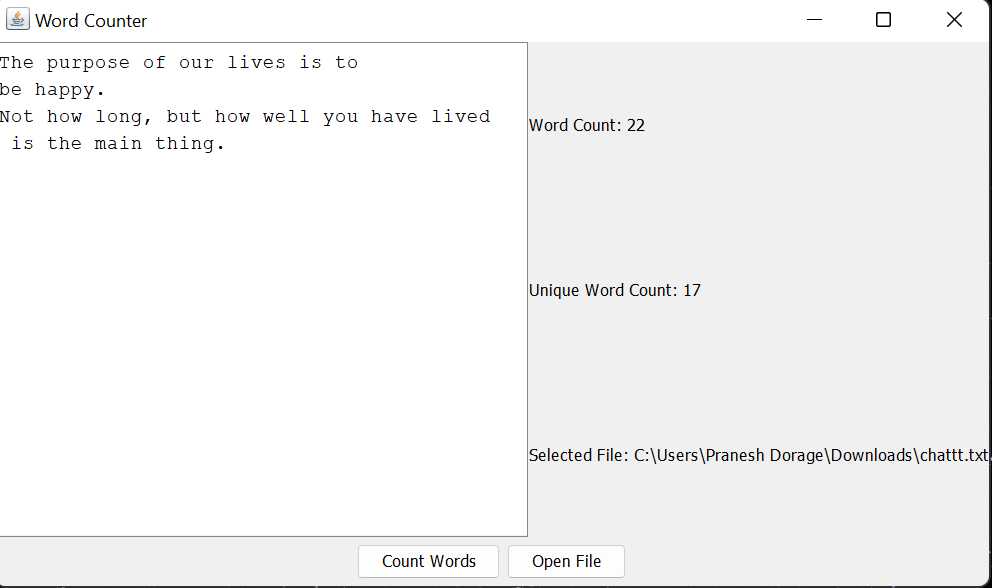 Word Counter
The purpose of our lives is to
be happy.
Not how long, but how well you have lived
 is the main thing.
Word Count: 22
Unique Word Count: 17
Selected File: C:\Users\Pranesh Dorage\Downloads\chattt.txt
Count Words
Open File